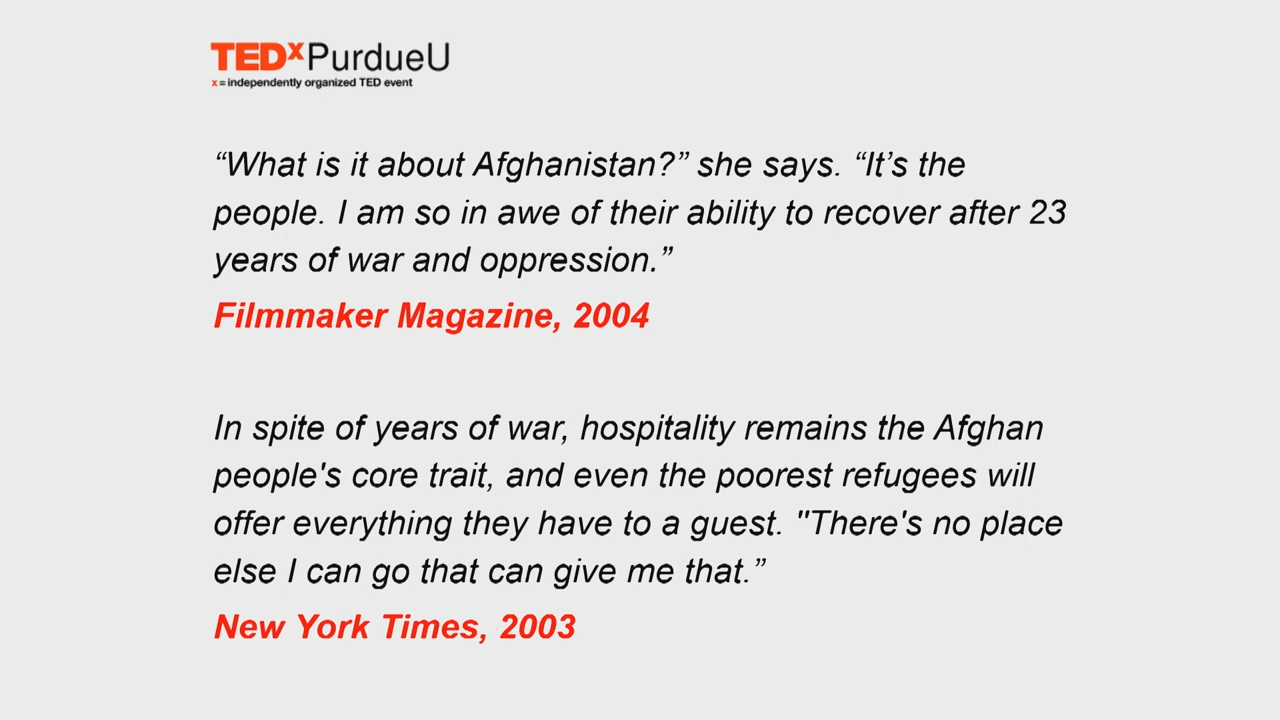 TEDxPurdueU
x = independently organized TED event
“What is it about Afghanistan?” she says. “It’s the
people. I am so in awe of their ability to recover after 23
years of war and oppression.”
Filmmaker Magazine, 2004
In spite of years of war, hospitality remains the Afghan
people's core trait, and even the poorest refugees will
offer everything they have to a guest. "There's no place
else I can go that can give me that.”
New York Times, 2003